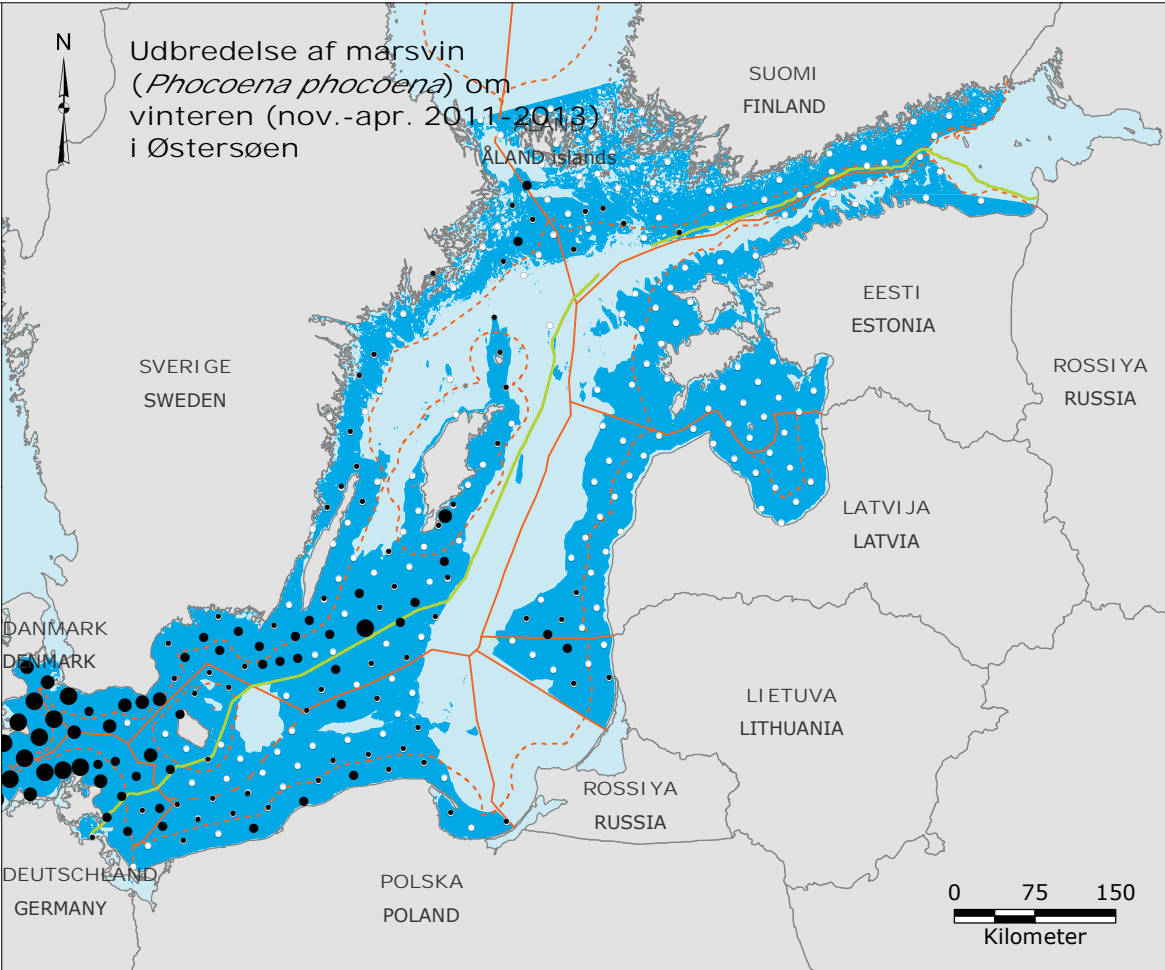 N
Udbredelse af marsvin
(Phocoena phocoena) om
vinteren (nov.-apr. 2011-2013)
i Østersøen
SUOMI
FINLAND
ÅLAND
ÅLAND islands
EESTI
ESTONIA
SVERIGE
SWEDEN
ROSSIYA
RUSSIA
LATVIJA
LATVIA
DANMARK
DENMARK
LIETUVA
LITHUANIA
ROSSIYA
RUSSIA
DEUTSCHLAND
GERMANY
POLSKA
POLAND
0 75 150
Kilometer